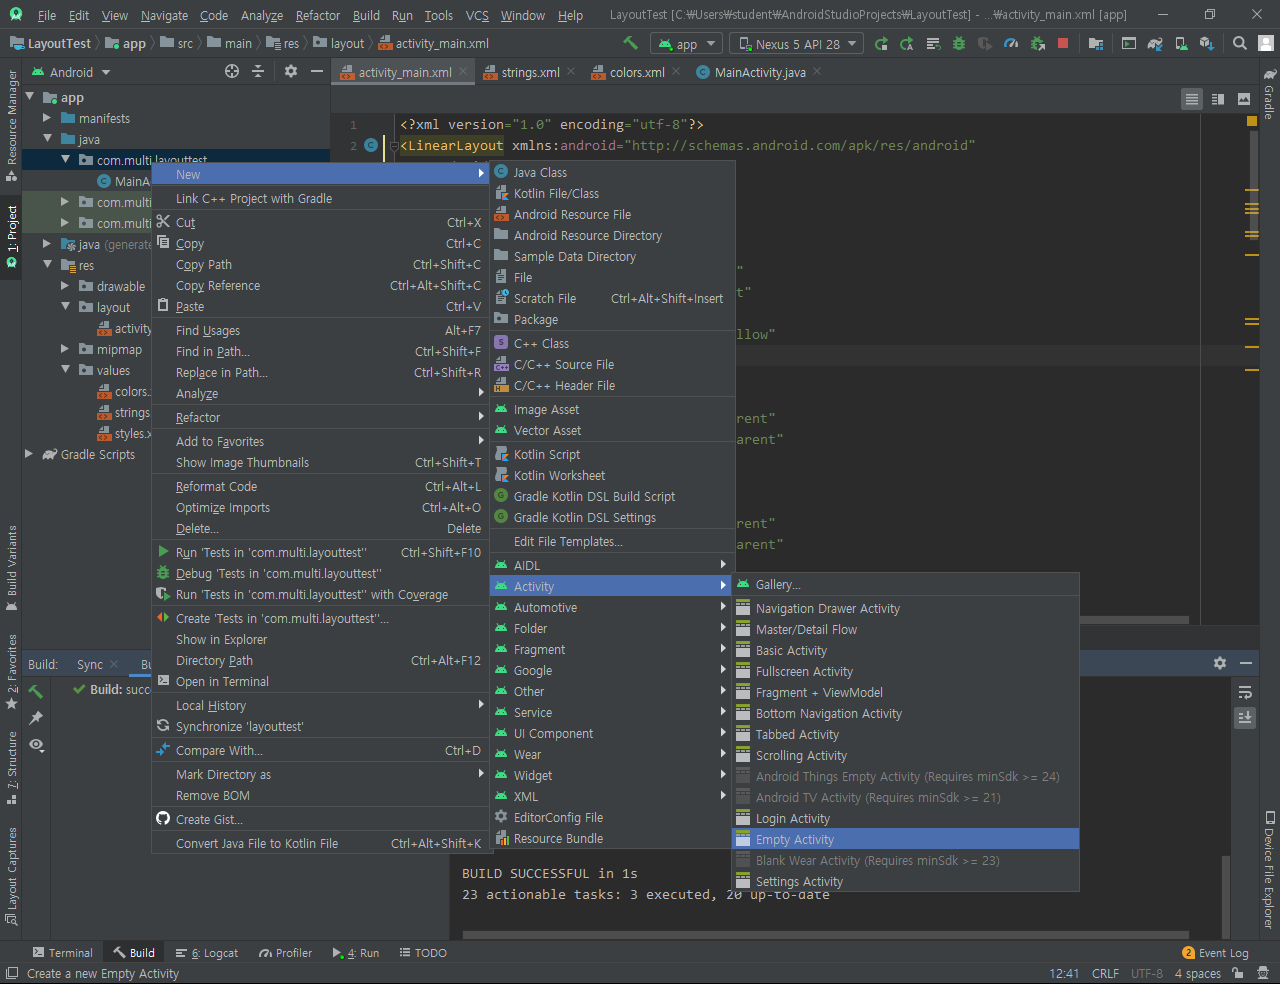 File Edit View Navigate Code Analyze Refactor Build Run Tools VCS Window Help LayoutTest [C:₩Users₩student₩AndroidStudioProjects₩LayoutTest] - ...₩activity_main.xml [app]
LayoutTest app src main res layout activity_main.xml app Nexus 5 API 28
Android activity_main.xml strings.xml colors.xml MainActivity.java
Resource Manager
1: Project
Build Variants
2: Favorites
7: Structure
Layout Captures
Gradle
Device File Explorer
app
manifests
java
com.multi.layouttest
MainA
com.multi
com.multi
java (generate
res
drawable
layout
activity
mipmap
values
colors.
strings
styles.x
Gradle Scripts
1 <?xml version="1.0" encoding="utf-8"?>
2 <LinearLayout xmlns:android="http://schemas.android.com/apk/res/android"
"
t"
llow"
rent"
arent"
rent"
arent"
New
Link C++ Project with Gradle
Cut Ctrl+X
Copy Ctrl+C
Copy Path Ctrl+Shift+C
Copy Reference Ctrl+Alt+Shift+C
Paste Ctrl+V
Find Usages Alt+F7
Find in Path... Ctrl+Shift+F
Replace in Path... Ctrl+Shift+R
Analyze
Refactor
Add to Favorites
Show Image Thumbnails Ctrl+Shift+T
Reformat Code Ctrl+Alt+L
Optimize Imports Ctrl+Alt+O
Delete... Delete
Run 'Tests in 'com.multi.layouttest'' Ctrl+Shift+F10
Debug 'Tests in 'com.multi.layouttest''
Run 'Tests in 'com.multi.layouttest'' with Coverage
Create 'Tests in 'com.multi.layouttest''...
Show in Explorer
Directory Path Ctrl+Alt+F12
Open in Terminal
Local History
Synchronize 'layouttest'
Compare With... Ctrl+D
Mark Directory as
Remove BOM
Create Gist...
Convert Java File to Kotlin File Ctrl+Alt+Shift+K
Java Class
Kotlin File/Class
Android Resource File
Android Resource Directory
Sample Data Directory
File
Scratch File Ctrl+Alt+Shift+Insert
Package
C++ Class
C/C++ Source File
C/C++ Header File
Image Asset
Vector Asset
Kotlin Script
Kotlin Worksheet
Gradle Kotlin DSL Build Script
Gradle Kotlin DSL Settings
Edit File Templates...
AIDL
Activity
Automotive
Folder
Fragment
Google
Other
Service
UI Component
Wear
Widget
XML
EditorConfig File
Resource Bundle
Gallery...
Navigation Drawer Activity
Master/Detail Flow
Basic Activity
Fullscreen Activity
Fragment + ViewModel
Bottom Navigation Activity
Tabbed Activity
Scrolling Activity
Android Things Empty Activity (Requires minSdk >= 24)
Android TV Activity (Requires minSdk >= 21)
Login Activity
Empty Activity
Blank Wear Activity (Requires minSdk >= 23)
Settings Activity
Build: Sync Bu
Build: succ
BUILD SUCCESSFUL in 1s
23 actionable tasks: 3 executed, 20 up-to-date
Terminal Build 6: Logcat Profiler 4: Run TODO 2 Event Log
Create a new Empty Activity 12:41 CRLF UTF-8 4 spaces